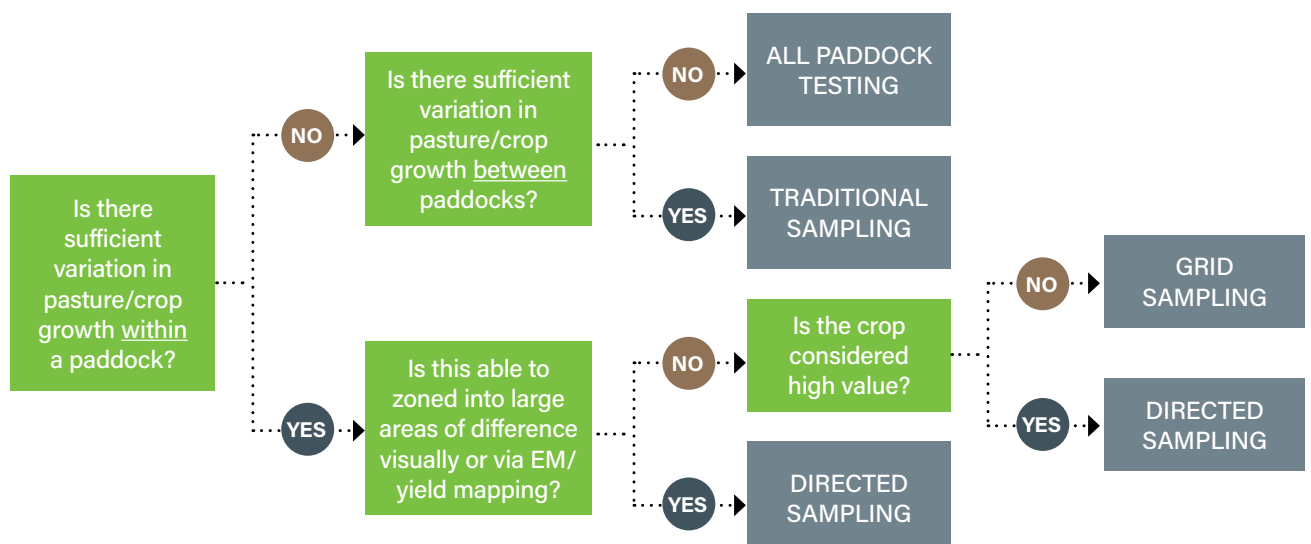 Is there
sufficient
variation in
pasture/crop
growth within
a paddock?
NO
Is there sufficient
variation in
pasture/crop
growth between
paddocks?
NO
ALL PADDOCK
TESTING
YES
TRADITIONAL
SAMPLING
YES
Is this able to
zoned into large
areas of difference
visually or via EM/
yield mapping?
NO
Is the crop
considered
high value?
NO
GRID
SAMPLING
YES
DIRECTED
SAMPLING
YES
DIRECTED
SAMPLING